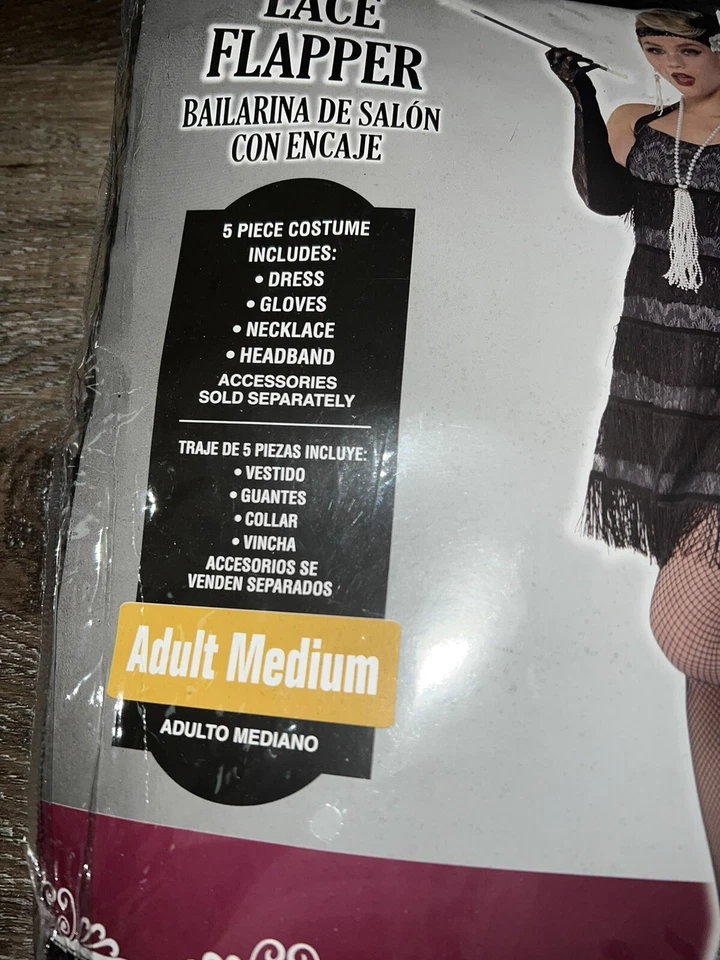 LACE
FLAPPER
BAILARINA DE SALÓN
CON ENCAJE
5 PIECE COSTUME
INCLUDES:
• DRESS
• GLOVES
• NECKLACE
• HEADBAND
ACCESSORIES
SOLD SEPARATELY
TRAJE DE 5 PIEZAS INCLUYE:
• VESTIDO
• GUANTES
• COLLAR
• VINCHA
ACCESORIOS SE
VENDEN SEPARADOS
Adult Medium
ADULTO MEDIANO